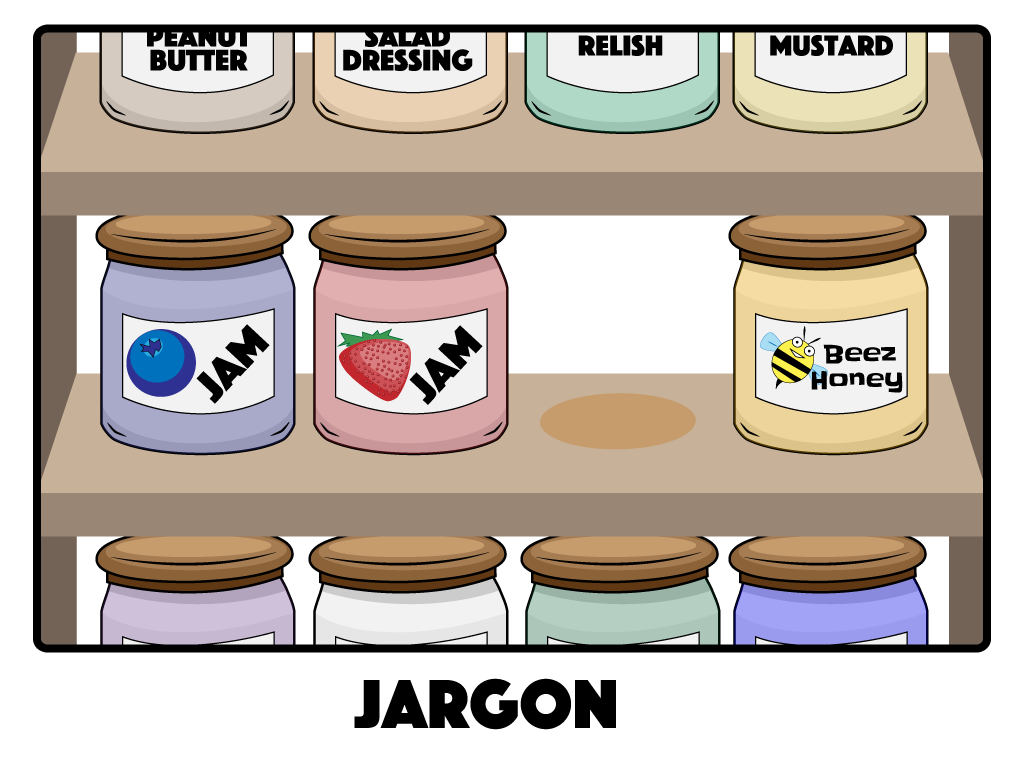 PEANUT
BUTTER
SALAD
DRESSING
RELISH
MUSTARD
JAM
JAM
Beez
Honey
JARGON